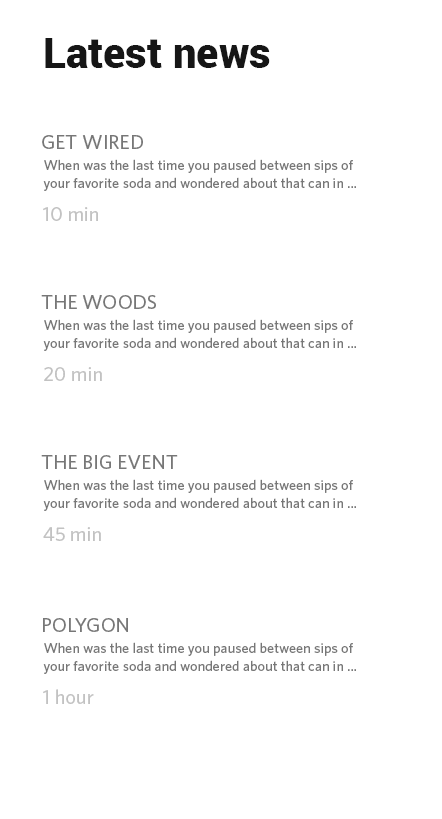 Latest news
GET WIRED
When was the last time you paused between sips of
your favorite soda and wondered about that can in ...
10 min
THE WOODS
When was the last time you paused between sips of
your favorite soda and wondered about that can in ...
20 min
THE BIG EVENT
When was the last time you paused between sips of
your favorite soda and wondered about that can in ...
45 min
POLYGON
When was the last time you paused between sips of
your favorite soda and wondered about that can in ...
1 hour